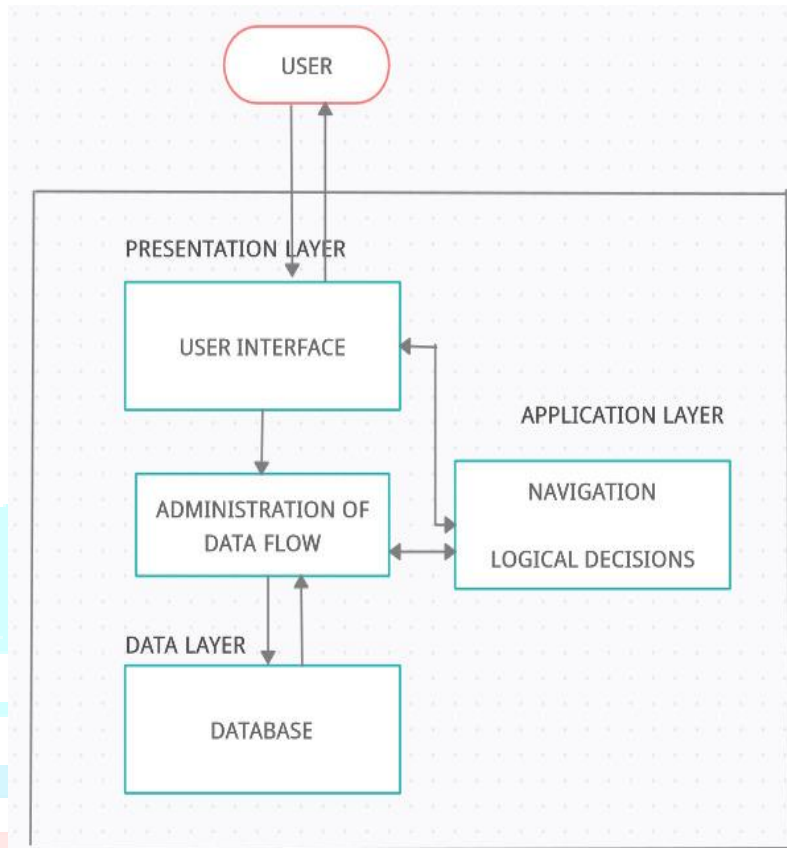 USER
PRESENTATION LAYER
USER INTERFACE
APPLICATION LAYER
NAVIGATION
LOGICAL DECISIONS
ADMINISTRATION OF
DATA FLOW
DATA LAYER
DATABASE